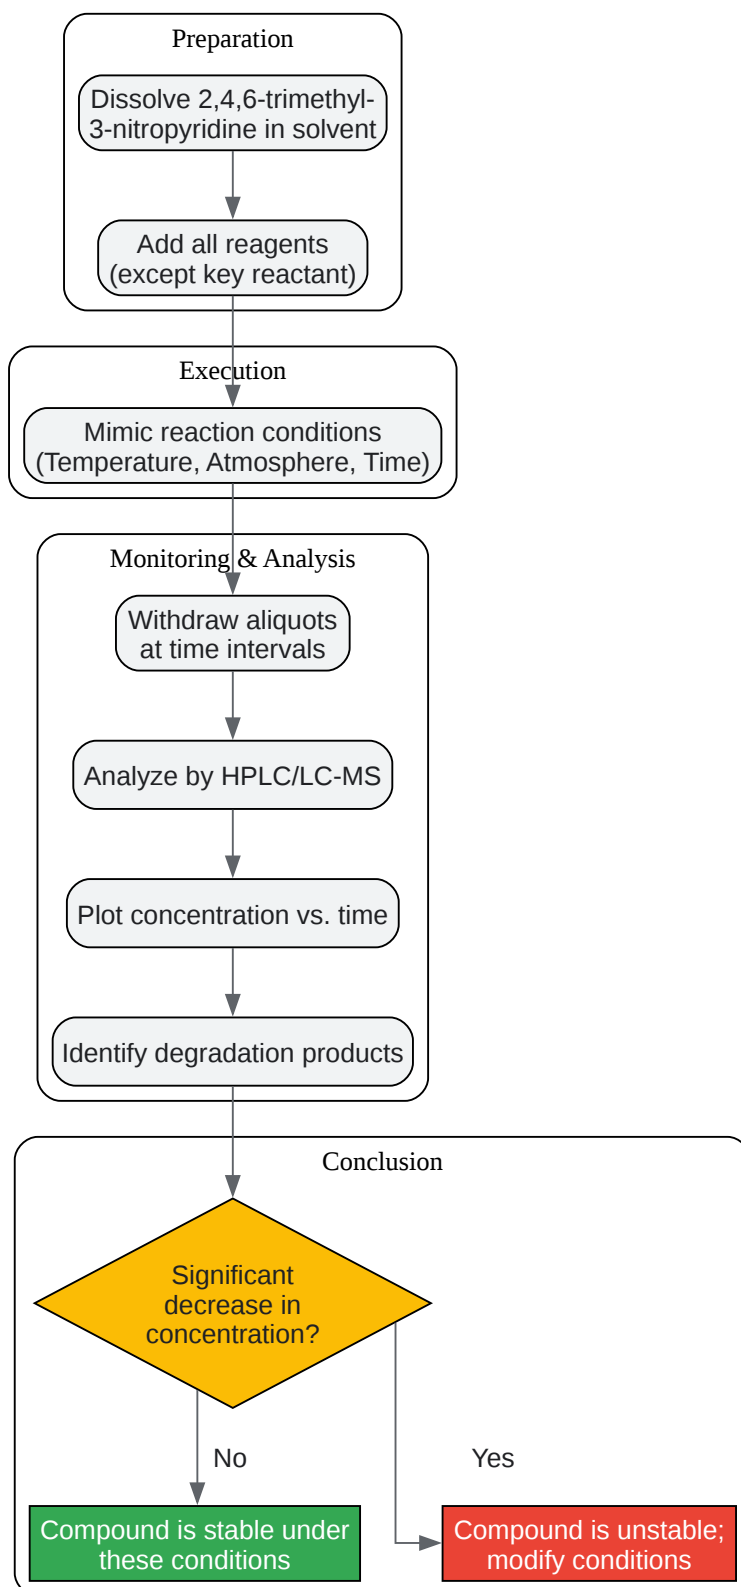 Preparation
Dissolve 2,4,6-trimethyl-
3-nitropyridine in solvent
Add all reagents
(except key reactant)
Execution
Mimic reaction conditions
(Temperature, Atmosphere, Time)
Monitoring & Analysis
Withdraw aliquots
at time intervals
Analyze by HPLC/LC-MS
Plot concentration vs. time
Identify degradation products
Conclusion
Significant
decrease in
concentration?
No
Yes
Compound is stable under
these conditions
Compound is unstable;
modify conditions